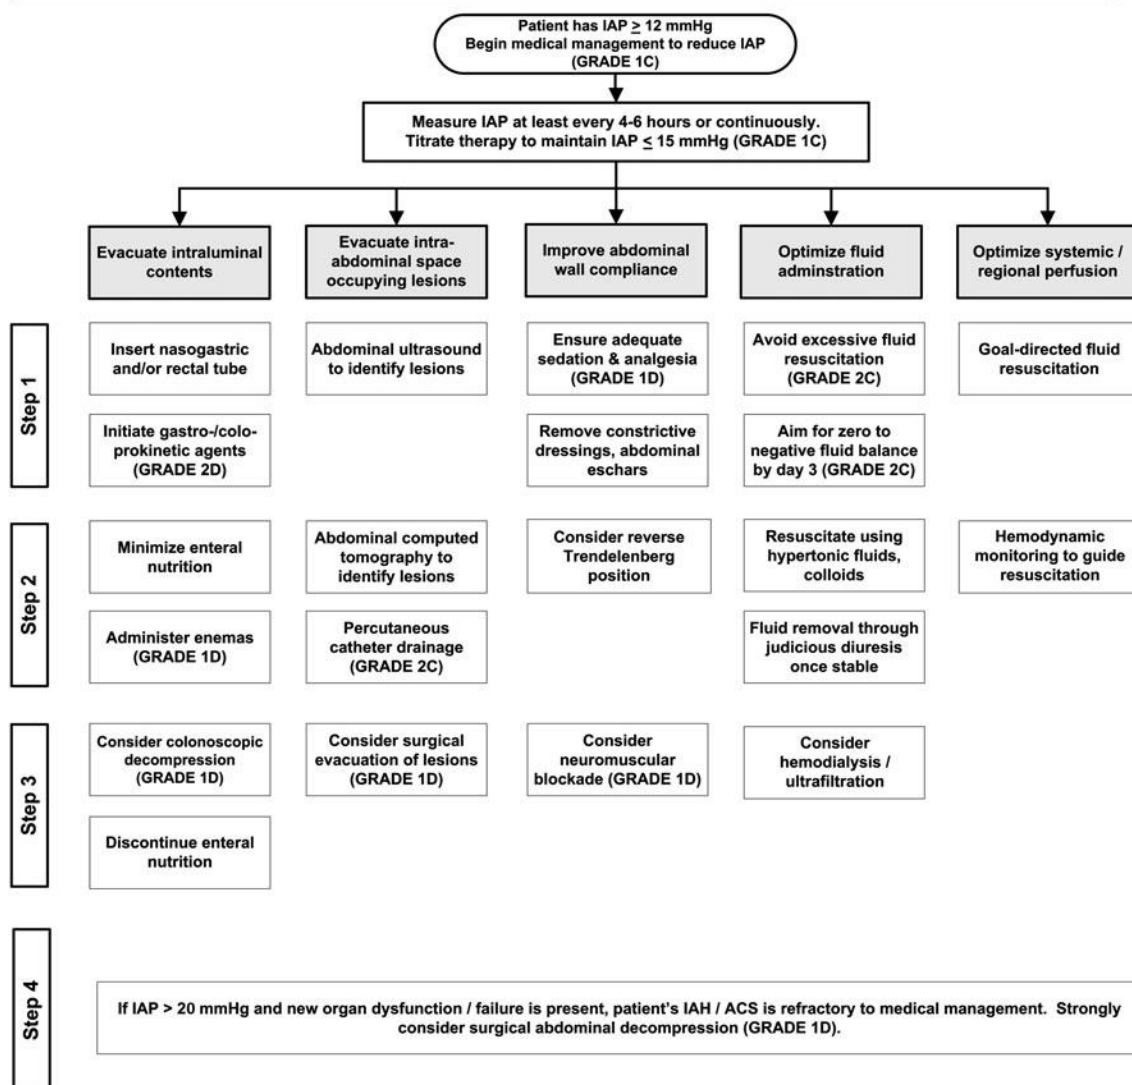 Patient has IAP ≥ 12 mmHg
Begin medical management to reduce IAP
(GRADE 1C)
Measure IAP at least every 4-6 hours or continuously.
Titrate therapy to maintain IAP ≤ 15 mmHg (GRADE 1C)
Evacuate intraluminal
contents
Evacuate intra-
abdominal space
occupying lesions
Improve abdominal
wall compliance
Optimize fluid
adminstration
Optimize systemic /
regional perfusion
Step 1
Insert nasogastric
and/or rectal tube
Abdominal ultrasound
to identify lesions
Ensure adequate
sedation & analgesia
(GRADE 1D)
Avoid excessive fluid
resuscitation
(GRADE 2C)
Goal-directed fluid
resuscitation
Initiate gastro-/colo-
prokinetic agents
(GRADE 2D)
Remove constrictive
dressings, abdominal
eschars
Aim for zero to
negative fluid balance
by day 3 (GRADE 2C)
Step 2
Minimize enteral
nutrition
Abdominal computed
tomography to
identify lesions
Consider reverse
Trendelenberg
position
Resuscitate using
hypertonic fluids,
colloids
Hemodynamic
monitoring to guide
resuscitation
Administer enemas
(GRADE 1D)
Percutaneous
catheter drainage
(GRADE 2C)
Fluid removal through
judicious diuresis
once stable
Step 3
Consider colonoscopic
decompression
(GRADE 1D)
Consider surgical
evacuation of lesions
(GRADE 1D)
Consider
neuromuscular
blockade (GRADE 1D)
Consider
hemodialysis /
ultrafiltration
Discontinue enteral
nutrition
Step 4
If IAP > 20 mmHg and new organ dysfunction / failure is present, patient's IAH / ACS is refractory to medical management. Strongly
consider surgical abdominal decompression (GRADE 1D).